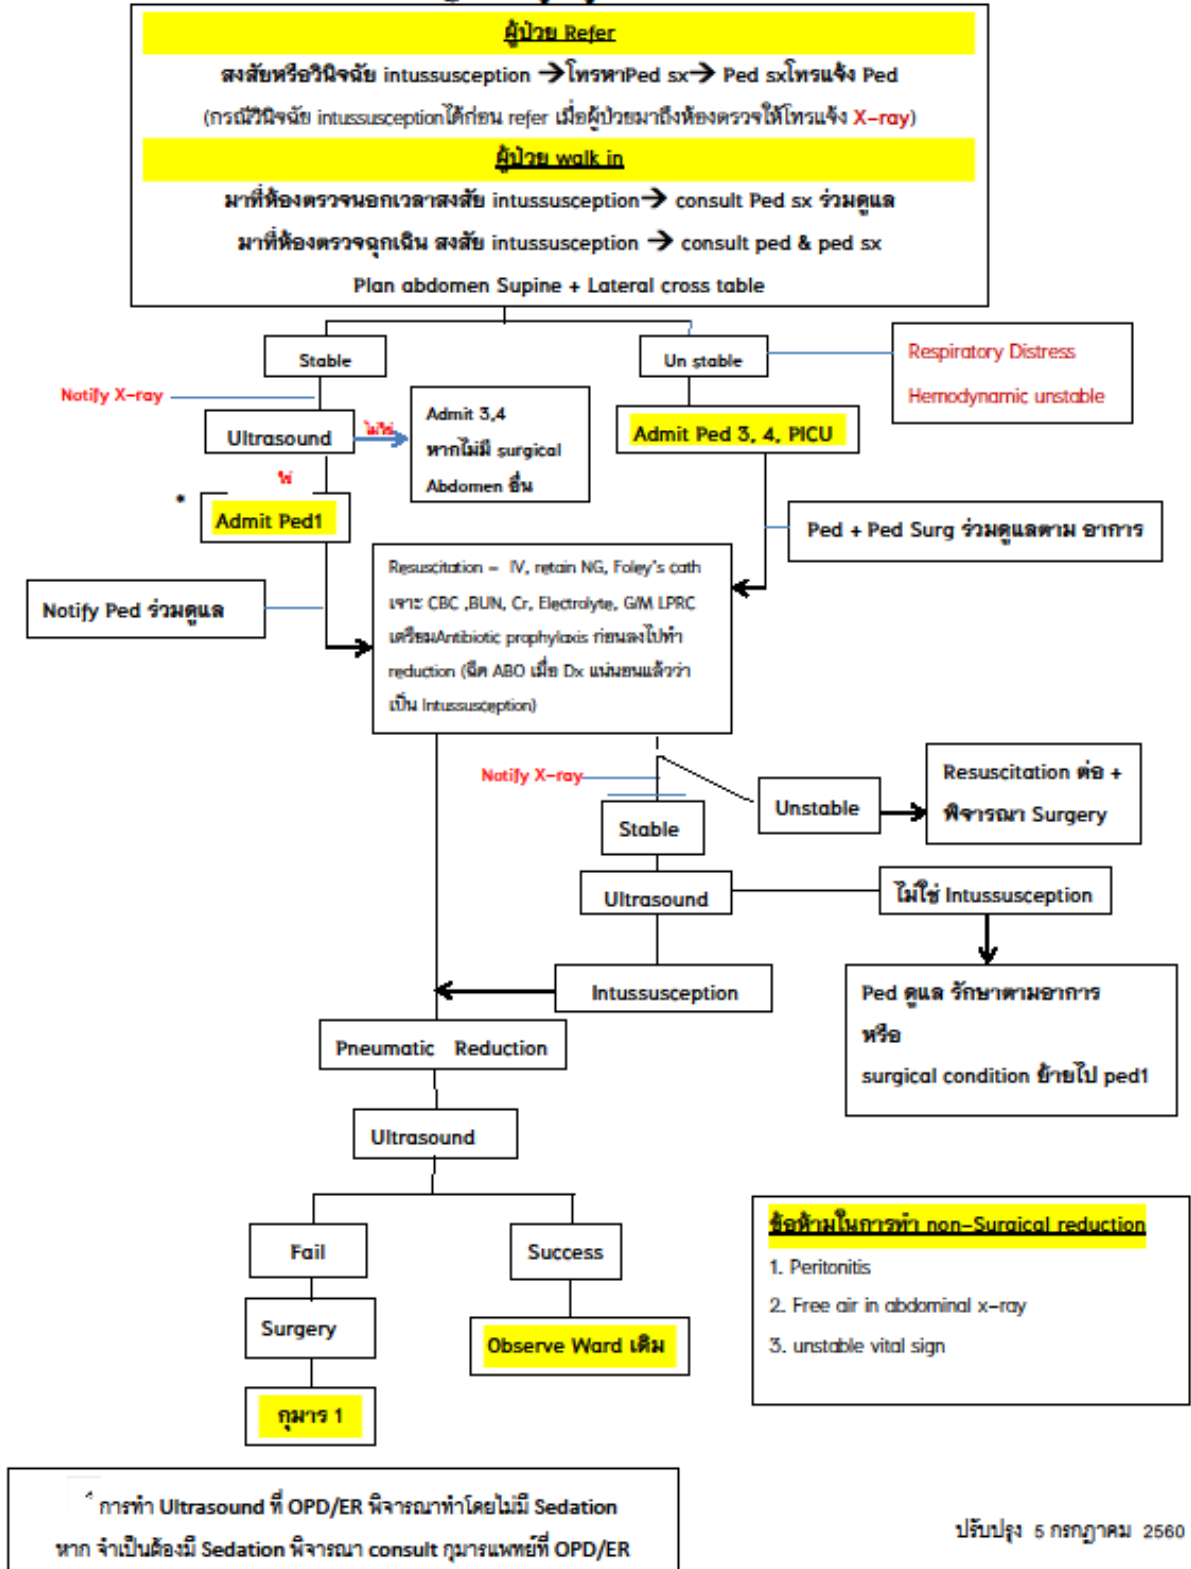 ผู้ป่วย Refer
สงสัยหรือวินิจฉัย intussusception →โทรหาPed sx→ Ped sxโทรแจ้ง Ped
(กรณีวินิจฉัย intussusceptionได้ก่อน refer เมื่อผู้ป่วยมาถึงห้องตรวจให้โทรแจ้ง X-ray)
ผู้ป่วย walk in
มาที่ห้องตรวจนอกเวลาสงสัย intussusception→ consult Ped sx ร่วมดูแล
มาที่ห้องตรวจฉุกเฉิน สงสัย intussusception → consult ped & ped sx
Plan abdomen Supine + Lateral cross table
Stable
Un stable
Respiratory Distress
Hemodynamic unstable
Notify X-ray
Ultrasound
ไม่ใช่
Admit 3,4
หากไม่มี surgical
Abdomen อื่น
Admit Ped 3, 4, PICU
ใช่
*
Admit Ped1
Ped + Ped Surg ร่วมดูแลตาม อาการ
Notify Ped ร่วมดูแล
Resuscitation – IV, retain NG, Foley's cath
เจาะ CBC ,BUN, Cr, Electrolyte, G/M LPRC
เตรียมAntibiotic prophylaxis ก่อนลงไปทำ
reduction (ฉีด ABO เมื่อ Dx แน่นอนแล้วว่า
เป็น Intussusception)
Notify X-ray
Stable
Unstable
Resuscitation ต่อ +
พิจารณา Surgery
Ultrasound
ไม่ใช่ Intussusception
Intussusception
Ped ดูแล รักษาตามอาการ
หรือ
surgical condition ย้ายไป ped1
Pneumatic Reduction
Ultrasound
Fail
Success
Surgery
Observe Ward เดิม
กุมาร 1
ข้อห้ามในการทำ non-Surgical reduction
1. Peritonitis
2. Free air in abdominal x-ray
3. unstable vital sign
การทำ Ultrasound ที่ OPD/ER พิจารณาทำโดยไม่มี Sedation
หาก จำเป็นต้องมี Sedation พิจารณา consult กุมารแพทย์ที่ OPD/ER
ปรับปรุง 5 กรกฎาคม 2560